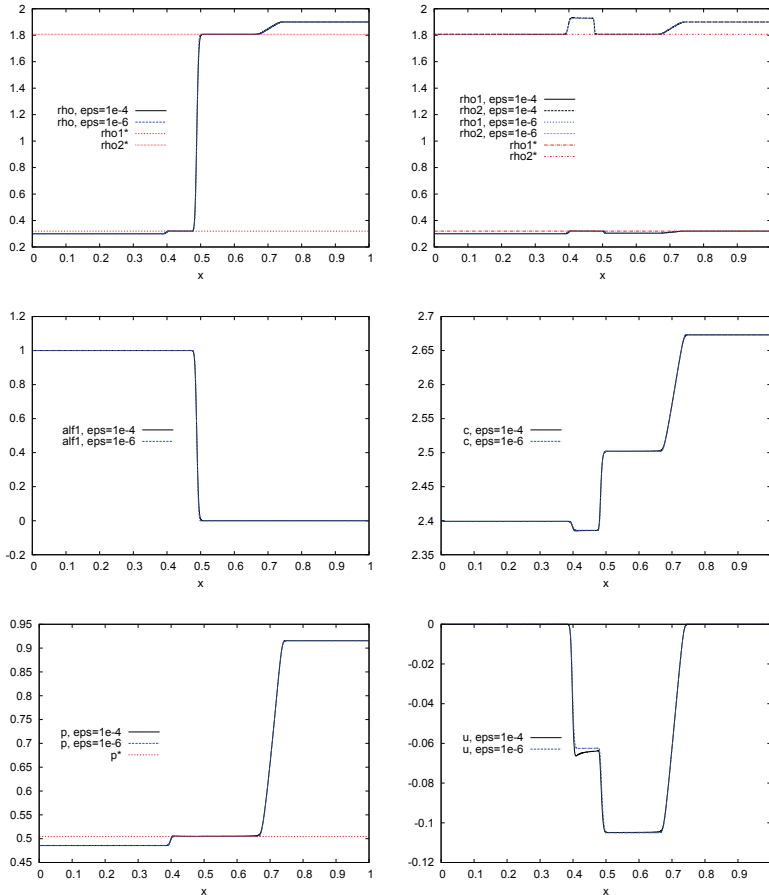 2
1.8
1.6
1.4
1.2
1
0.8
0.6
0.4
0.2
rho, eps=1e-4
rho, eps=1e-6
rho1*
rho2*
0 0.1 0.2 0.3 0.4 0.5 0.6 0.7 0.8 0.9 1
x
2
1.8
1.6
1.4
1.2
1
0.8
0.6
0.4
0.2
rho1, eps=1e-4
rho2, eps=1e-4
rho1, eps=1e-6
rho2, eps=1e-6
rho1*
rho2*
0 0.1 0.2 0.3 0.4 0.5 0.6 0.7 0.8 0.9
x
1.2
1
0.8
0.6
0.4
0.2
0
-0.2
alf1, eps=1e-4
alf1, eps=1e-6
0 0.1 0.2 0.3 0.4 0.5 0.6 0.7 0.8 0.9 1
x
2.7
2.65
2.6
2.55
2.5
2.45
2.4
2.35
c, eps=1e-4
c, eps=1e-6
0 0.1 0.2 0.3 0.4 0.5 0.6 0.7 0.8 0.9
x
0.95
0.9
0.85
0.8
0.75
0.7
0.65
0.6
0.55
0.5
0.45
p, eps=1e-4
p, eps=1e-6
p*
0 0.1 0.2 0.3 0.4 0.5 0.6 0.7 0.8 0.9 1
x
0
-0.02
-0.04
-0.06
-0.08
-0.1
-0.12
u, eps=1e-4
u, eps=1e-6
0 0.1 0.2 0.3 0.4 0.5 0.6 0.7 0.8 0.9
x